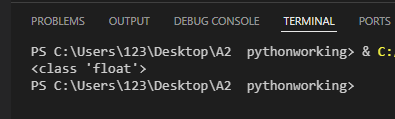 PROBLEMS OUTPUT DEBUG CONSOLE TERMINAL PORTS
PS C:\Users\123\Desktop\A2  pythonworking> & C:/
<class 'float'>
PS C:\Users\123\Desktop\A2  pythonworking>